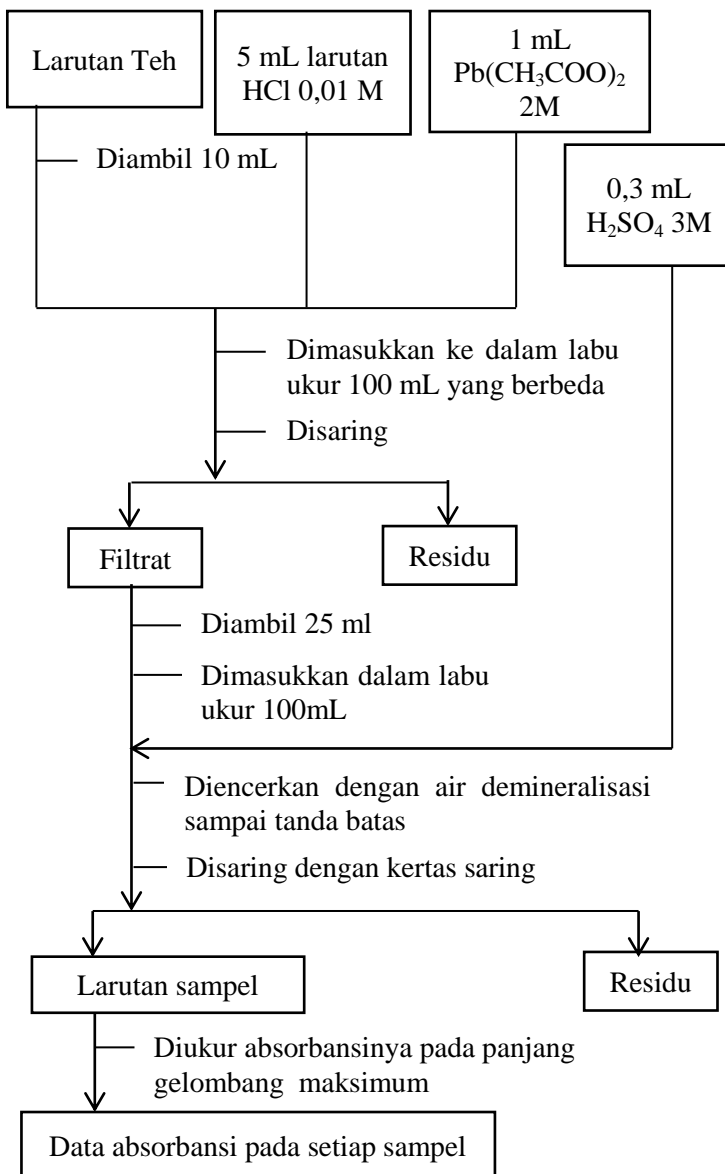 Larutan Teh
5 mL larutan
HCl 0,01 M
1 mL
Pb(CH₃COO)₂
2M
Diambil 10 mL
0,3 mL
H₂SO₄ 3M
Dimasukkan ke dalam labu
ukur 100 mL yang berbeda
Disaring
Filtrat
Residu
Diambil 25 ml
Dimasukkan dalam labu
ukur 100mL
Diencerkan dengan air demineralisasi
sampai tanda batas
Disaring dengan kertas saring
Larutan sampel
Residu
Diukur absorbansinya pada panjang
gelombang maksimum
Data absorbansi pada setiap sampel